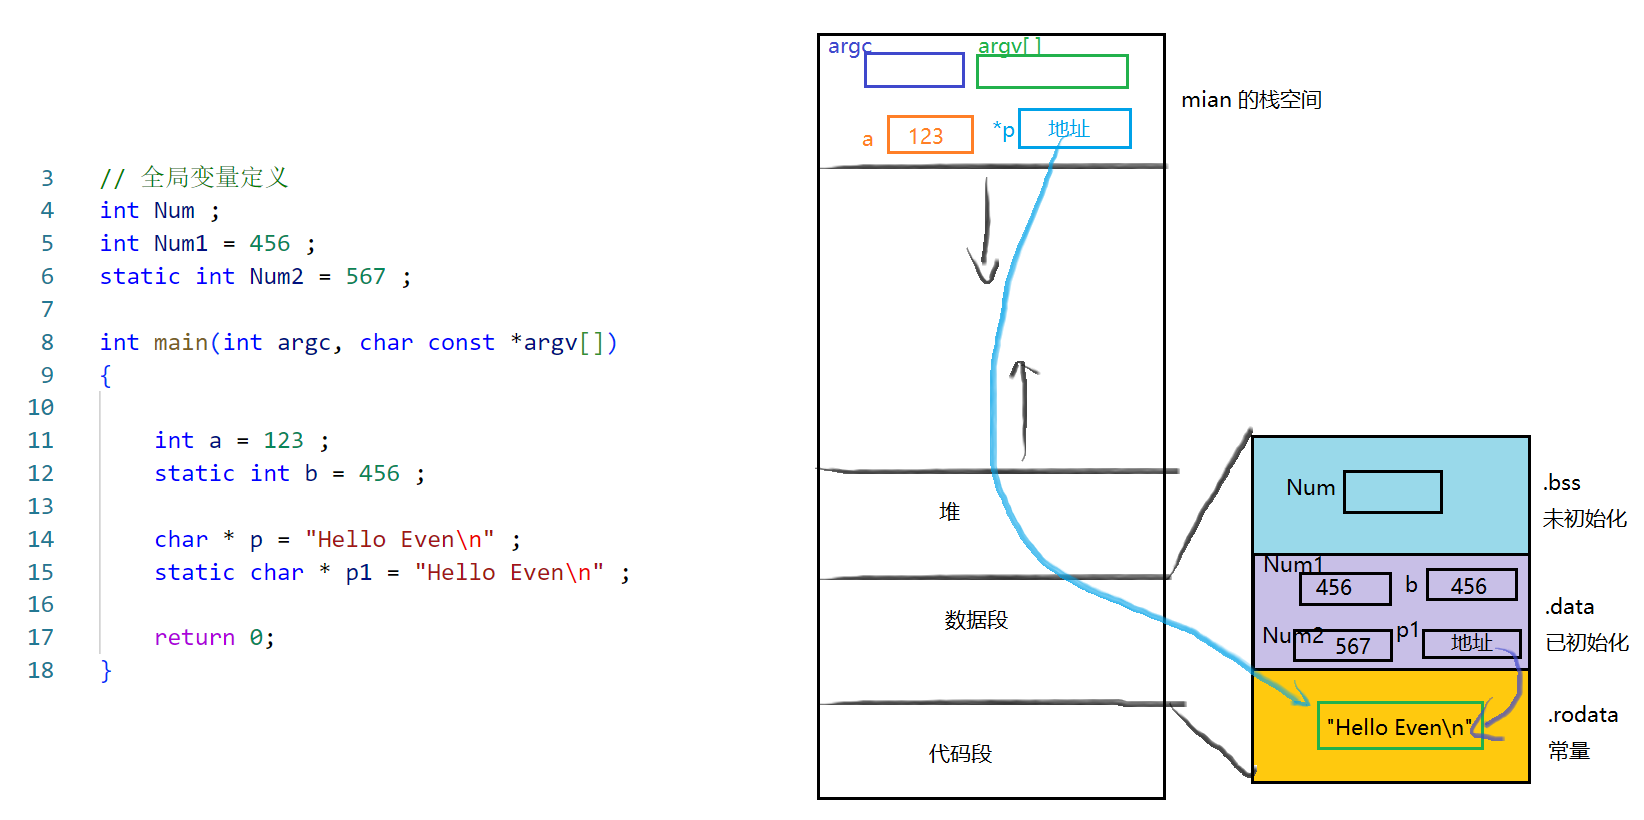 3 // 全局变量定义
4 int Num ;
5 int Num1 = 456 ;
6 static int Num2 = 567 ;
7
8 int main(int argc, char const *argv[])
9 {
10
11 int a = 123 ;
12 static int b = 456 ;
13
14 char * p = "Hello Even\n" ;
15 static char * p1 = "Hello Even\n" ;
16
17 return 0;
18 }
argc argv[]
a 123 *p 地址
mian 的栈空间
堆
数据段
代码段
Num
.bss
未初始化
Num1 456 b 456
Num2 567 p1 地址
.data
已初始化
"Hello Even\n"
.rodata
常量